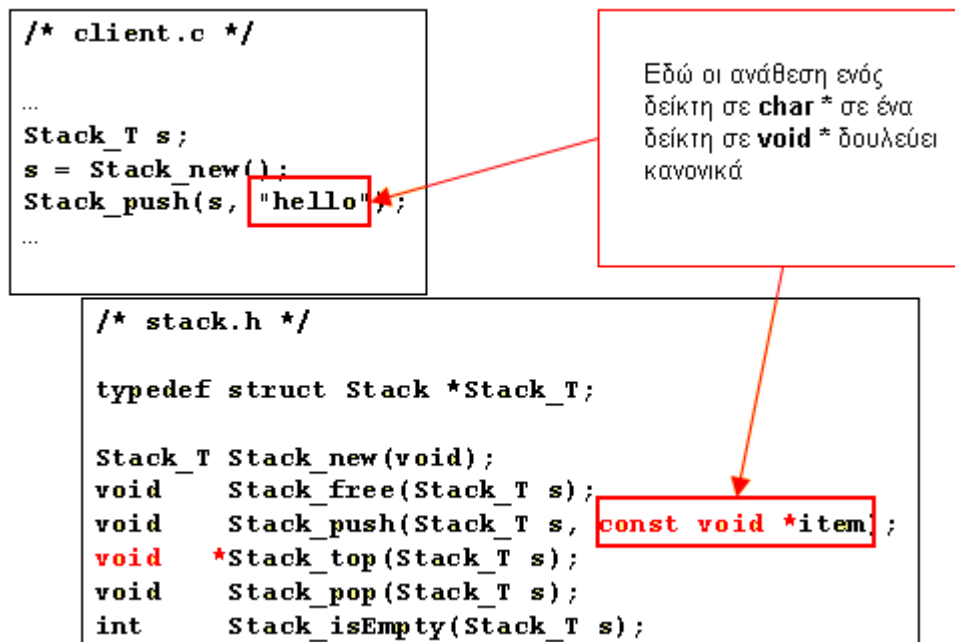 /* client.c */
...
Stack_T s;
s = Stack_new();
Stack_push(s, "hello");
...
Εδώ οι ανάθεση ενός
δείκτη σε char * σε ένα
δείκτη σε void * δουλεύει
κανονικά
/* stack.h */
typedef struct Stack *Stack_T;
Stack_T Stack_new(void);
void Stack_free(Stack_T s);
void Stack_push(Stack_T s, const void *item);
void *Stack_top(Stack_T s);
void Stack_pop(Stack_T s);
int Stack_isEmpty(Stack_T s);